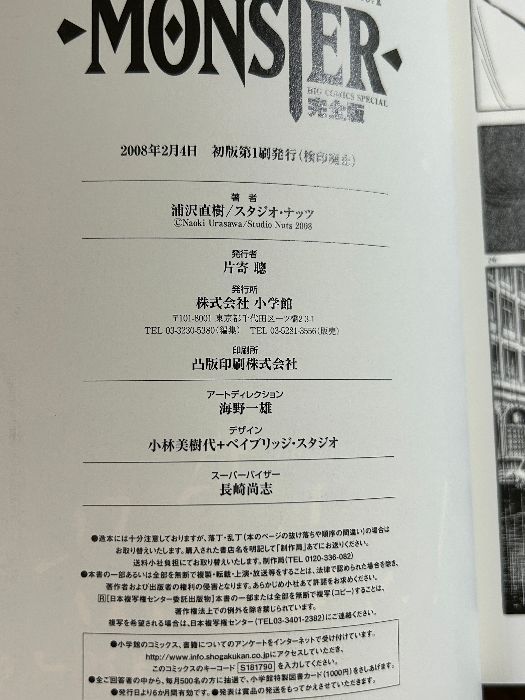 MONSTER
BIG COMICS SPECIAL
完全版
2008年2月4日 初版第1刷発行(検印廃止)
著 者
浦沢直樹/スタジオ・ナッツ
©Naoki Urasawa/Studio Nuts 2008
発行者
片寄 聰
発行所
株式会社 小学館
〒101-8001 東京都千代田区一ツ橋2-3-1
TEL 03-3230-5380(編集) TEL 03-5281-3556(販売)
印刷所
凸版印刷株式会社
アートディレクション
海野一雄
デザイン
小林美樹代+ベイブリッジ・スタジオ
スーパーバイザー
長崎尚志
●造本には十分注意しておりますが、落丁・乱丁(本のページの抜け落ちや順序の間違い)の場合は
お取り替えいたします。購入された書店名を明記して「制作局」あてにお送りください。
送料小社負担にてお取り替えいたします。制作局(TEL 0120-336-082)
●本書の一部あるいは全部を無断で複製・転載・上演・放送等をすることは、法律で認められた場合を除き、
著作者および出版者の権利の侵害となります。あらかじめ小社あて許諾をお求めください。
Ⓡ[日本複写権センター委託出版物]本書の一部または全部を無断で複写(コピー)することは、
著作権法上での例外を除き禁じられています。
複写を希望される場合は、日本複写権センター(TEL03-3401-2382)にご連絡ください。
●小学館のコミックス、書籍についてのアンケートをインターネットで受け付けています。
http://www.info.shogakukan.co.jpにアクセスしていただき、
このコミックスのキーコード S181790 を入力してください。
●全ご回答者の中から、毎月500名の方に抽選で、小学館特製図書カード(1000円)をさしあげます。
●発行日より6か月間有効です。●発表は賞品の発送をもってかえさせていただきます。